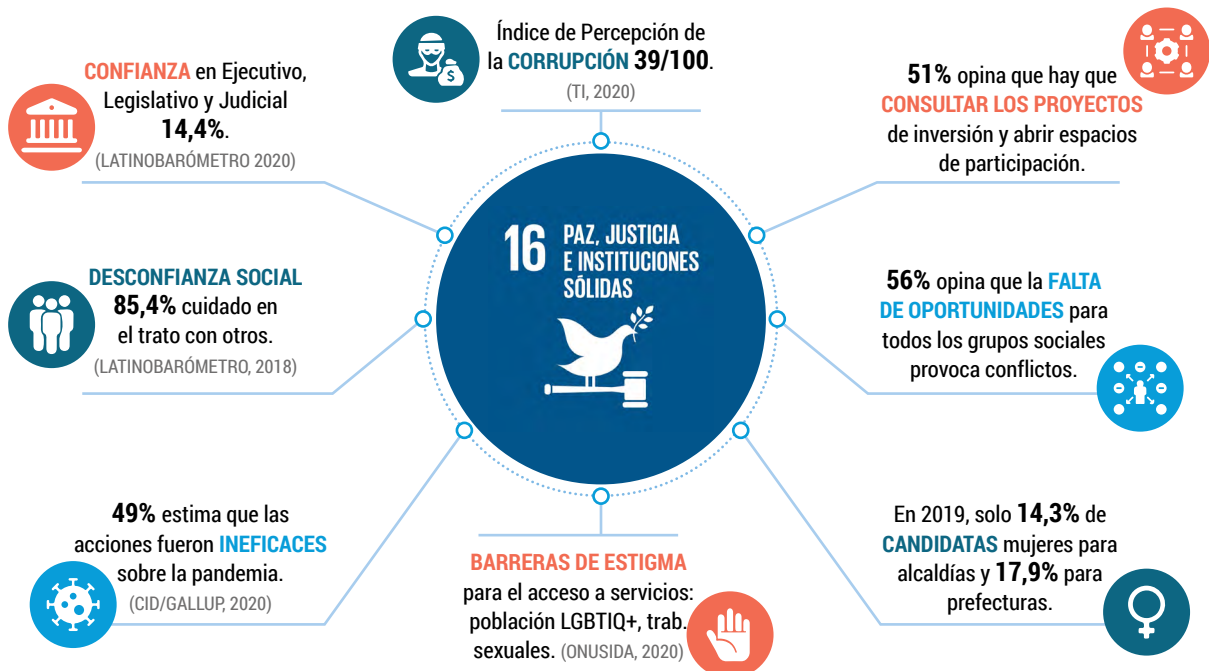 CONFIANZA en Ejecutivo,
Legislativo y Judicial
14,4%.
(LATINOBARÓMETRO 2020)
Índice de Percepción de
la CORRUPCIÓN 39/100.
(TI, 2020)
51% opina que hay que
CONSULTAR LOS PROYECTOS
de inversión y abrir espacios
de participación.
16 PAZ, JUSTICIA
E INSTITUCIONES
SÓLIDAS
DESCONFIANZA SOCIAL
85,4% cuidado en
el trato con otros.
(LATINOBARÓMETRO, 2018)
56% opina que la FALTA
DE OPORTUNIDADES para
todos los grupos sociales
provoca conflictos.
49% estima que las
acciones fueron INEFICACES
sobre la pandemia.
(CID/GALLUP, 2020)
BARRERAS DE ESTIGMA
para el acceso a servicios:
población LGBTIQ+, trab.
sexuales. (ONUSIDA, 2020)
En 2019, solo 14,3% de
CANDIDATAS mujeres para
alcaldías y 17,9% para
prefecturas.
$